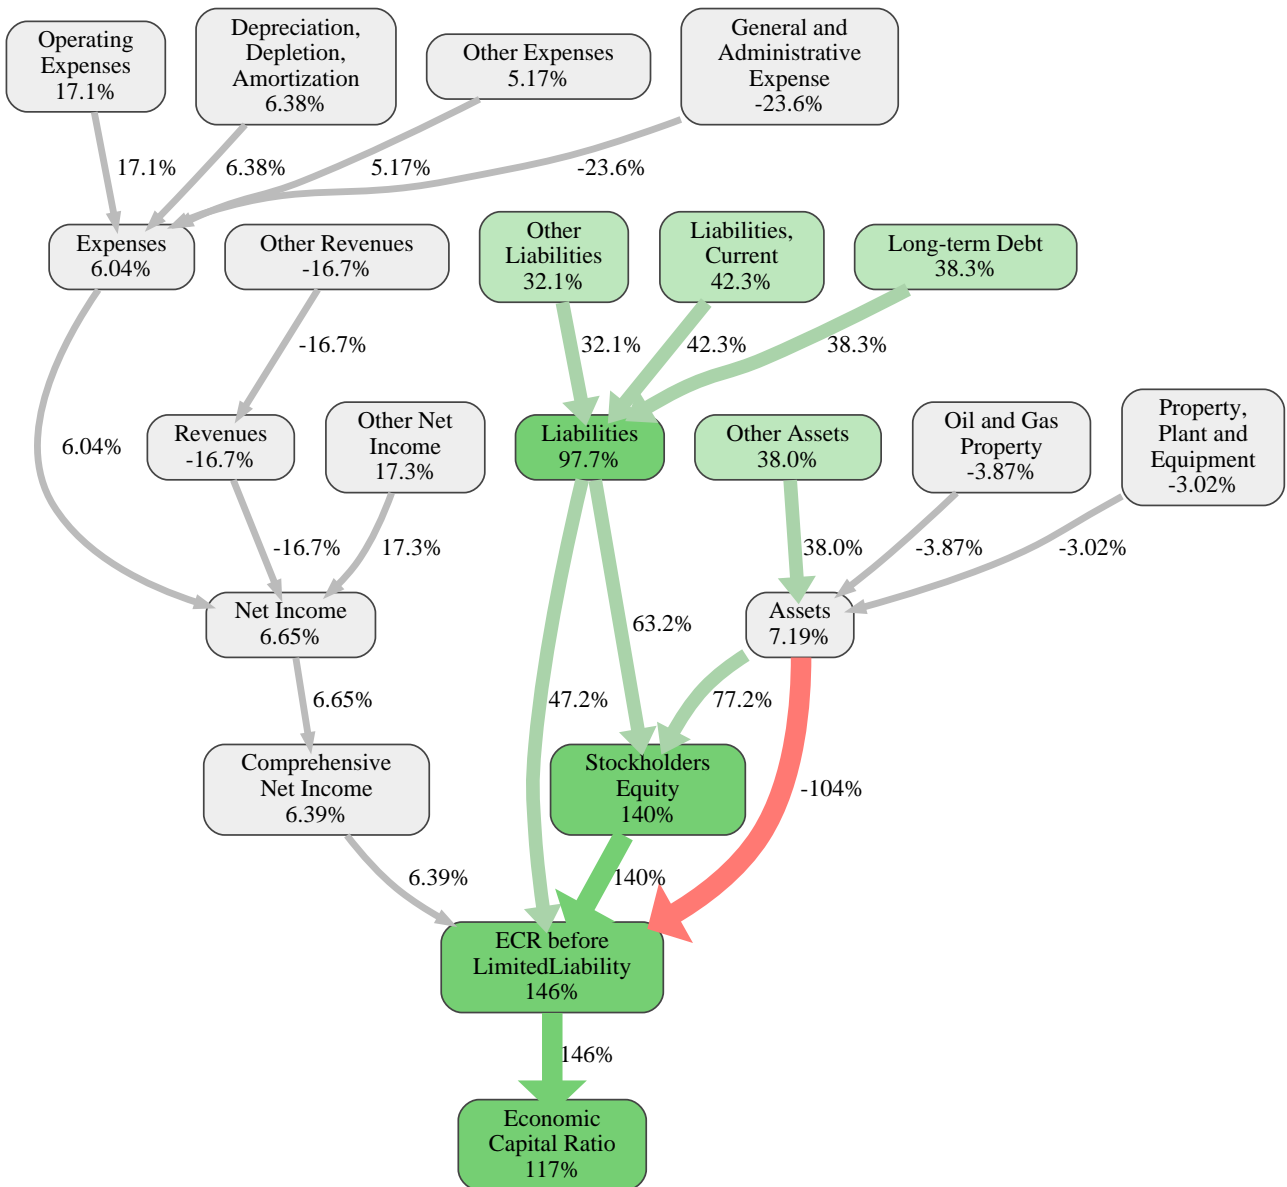 Operating
Expenses
17.1%
Depreciation,
Depletion,
Amortization
6.38%
Other Expenses
5.17%
General and
Administrative
Expense
-23.6%
17.1%
6.38%
5.17%
-23.6%
Expenses
6.04%
Other Revenues
-16.7%
Other
Liabilities
32.1%
Liabilities,
Current
42.3%
Long-term Debt
38.3%
-16.7%
32.1%
42.3%
38.3%
6.04%
Revenues
-16.7%
Other Net
Income
17.3%
Liabilities
97.7%
Other Assets
38.0%
Oil and Gas
Property
-3.87%
Property,
Plant and
Equipment
-3.02%
-16.7%
17.3%
38.0%
-3.87%
-3.02%
Net Income
6.65%
63.2%
Assets
7.19%
6.65%
47.2%
77.2%
Comprehensive
Net Income
6.39%
Stockholders
Equity
140%
-104%
6.39%
140%
ECR before
LimitedLiability
146%
146%
Economic
Capital Ratio
117%